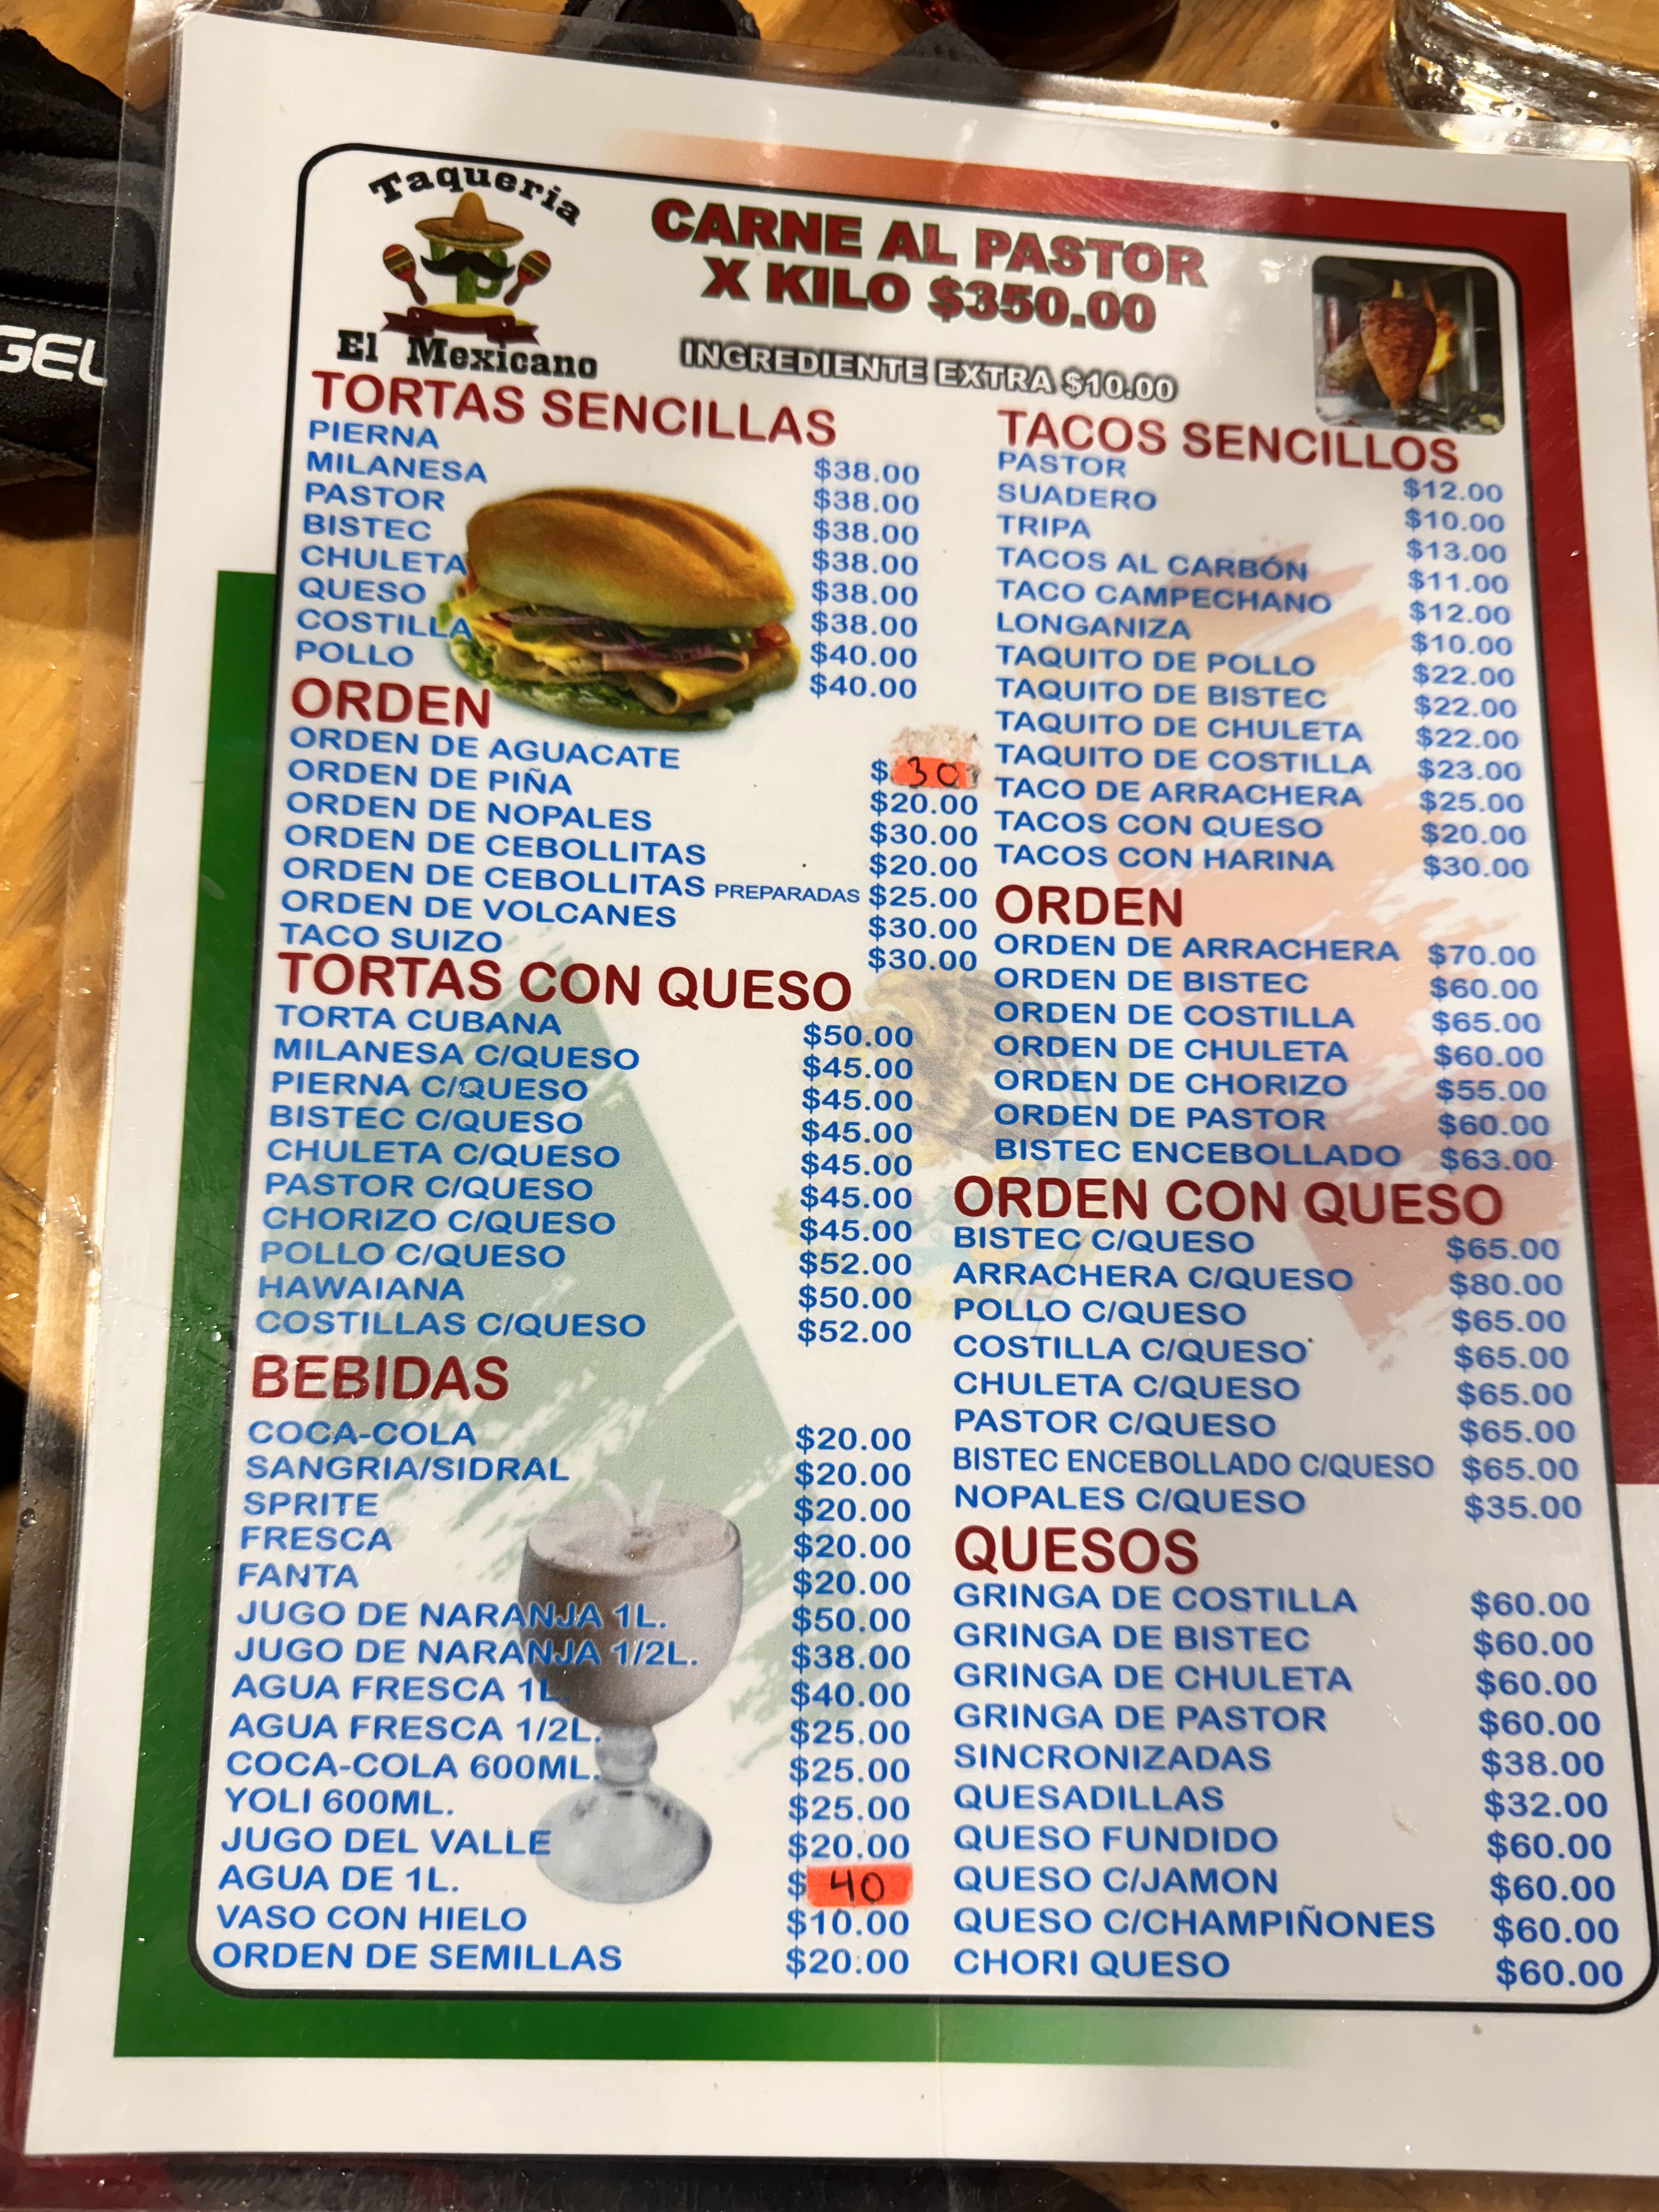 GEL
Taqueria
El Mexicano
CARNE AL PASTOR
X KILO $350.00
INGREDIENTE EXTRA $10.00
TORTAS SENCILLAS
PIERNA $38.00
MILANESA $38.00
PASTOR $38.00
BISTEC $38.00
CHULETA $38.00
QUESO $38.00
COSTILLA $40.00
POLLO $40.00
ORDEN
ORDEN DE AGUACATE $30
ORDEN DE PIÑA $20.00
ORDEN DE NOPALES $30.00
ORDEN DE CEBOLLITAS $20.00
ORDEN DE CEBOLLITAS PREPARADAS $25.00
ORDEN DE VOLCANES $30.00
TACO SUIZO $30.00
TORTAS CON QUESO
TORTA CUBANA $50.00
MILANESA C/QUESO $45.00
PIERNA C/QUESO $45.00
BISTEC C/QUESO $45.00
CHULETA C/QUESO $45.00
PASTOR C/QUESO $45.00
CHORIZO C/QUESO $45.00
POLLO C/QUESO $52.00
HAWAIANA $50.00
COSTILLAS C/QUESO $52.00
BEBIDAS
COCA-COLA $20.00
SANGRIA/SIDRAL $20.00
SPRITE $20.00
FRESCA $20.00
FANTA $20.00
JUGO DE NARANJA 1L. $50.00
JUGO DE NARANJA 1/2L. $38.00
AGUA FRESCA 1L. $40.00
AGUA FRESCA 1/2L. $25.00
COCA-COLA 600ML. $25.00
YOLI 600ML. $25.00
JUGO DEL VALLE $20.00
AGUA DE 1L. $40
VASO CON HIELO $10.00
ORDEN DE SEMILLAS $20.00
TACOS SENCILLOS
PASTOR $12.00
SUADERO $10.00
TRIPA $13.00
TACOS AL CARBÓN $11.00
TACO CAMPECHANO $12.00
LONGANIZA $10.00
TAQUITO DE POLLO $22.00
TAQUITO DE BISTEC $22.00
TAQUITO DE CHULETA $22.00
TAQUITO DE COSTILLA $23.00
TACO DE ARRACHERA $25.00
TACOS CON QUESO $20.00
TACOS CON HARINA $30.00
ORDEN
ORDEN DE ARRACHERA $70.00
ORDEN DE BISTEC $60.00
ORDEN DE COSTILLA $65.00
ORDEN DE CHULETA $60.00
ORDEN DE CHORIZO $55.00
ORDEN DE PASTOR $60.00
BISTEC ENCEBOLLADO $63.00
ORDEN CON QUESO
BISTEC C/QUESO $65.00
ARRACHERA C/QUESO $80.00
POLLO C/QUESO $65.00
COSTILLA C/QUESO $65.00
CHULETA C/QUESO $65.00
PASTOR C/QUESO $65.00
BISTEC ENCEBOLLADO C/QUESO $65.00
NOPALES C/QUESO $35.00
QUESOS
GRINGA DE COSTILLA $60.00
GRINGA DE BISTEC $60.00
GRINGA DE CHULETA $60.00
GRINGA DE PASTOR $60.00
SINCRONIZADAS $38.00
QUESADILLAS $32.00
QUESO FUNDIDO $60.00
QUESO C/JAMON $60.00
QUESO C/CHAMPIÑONES $60.00
CHORI QUESO $60.00